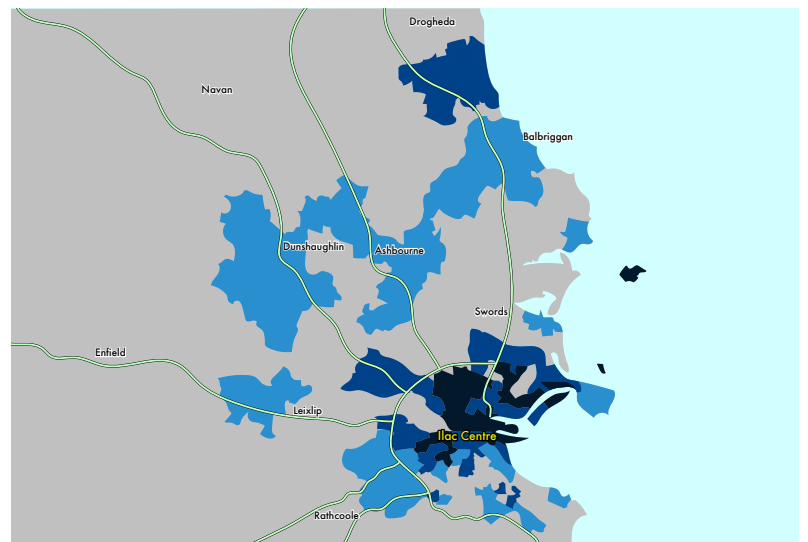 Drogheda
Navan
Balbriggan
Dunshaughlin
Ashbourne
Swords
Enfield
Leixlip
Ilac Centre
Rathcoole